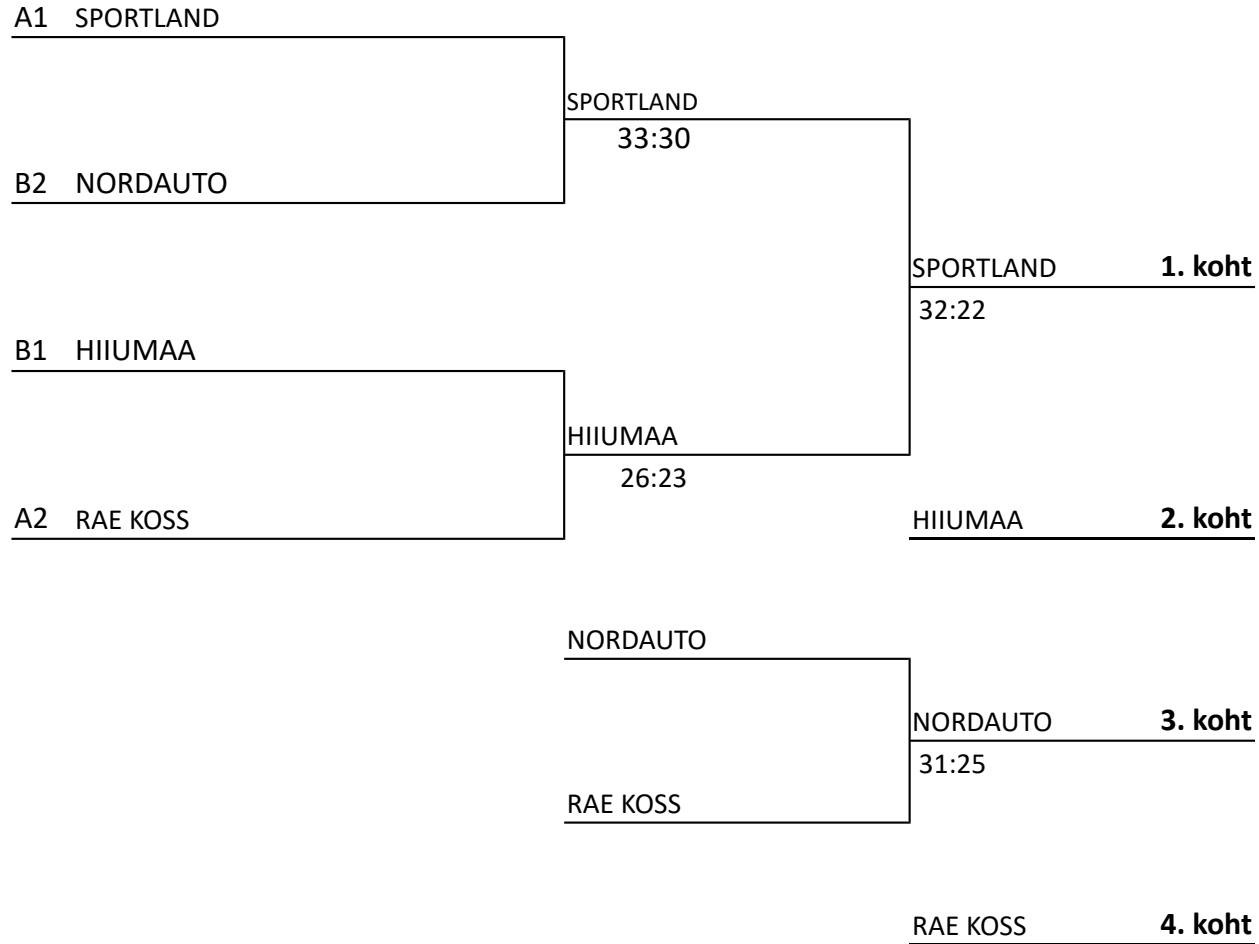 A1 SPORTLAND
SPORTLAND
33:30
B2 NORDAUTO
SPORTLAND 1. koht
32:22
B1 HIIUMAA
HIIUMAA
26:23
A2 RAE KOSS
HIIUMAA 2. koht
NORDAUTO
NORDAUTO 3. koht
31:25
RAE KOSS
RAE KOSS 4. koht